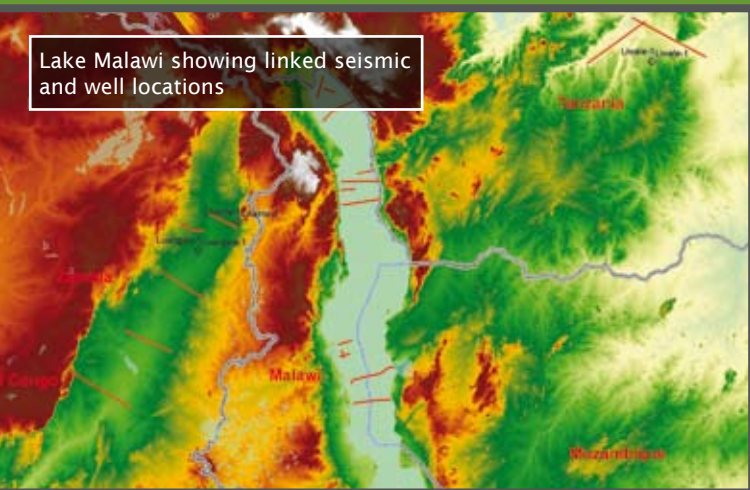 Lake Malawi showing linked seismic
and well locations
Tanzania
Zambia
Malawi
Congo
Mozambique